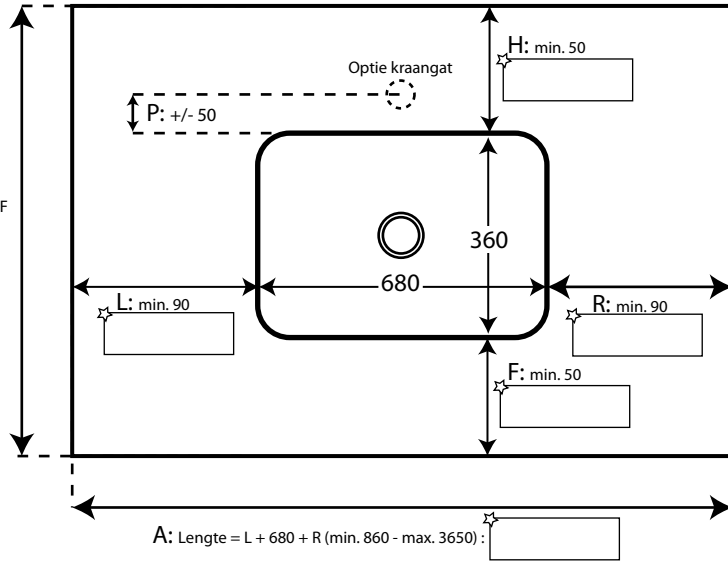 H: min. 50
Optie kraangat
P: +/- 50
F
360
680
L: min. 90
R: min. 90
F: min. 50
A: Lengte = L + 680 + R (min. 860 - max. 3650) :